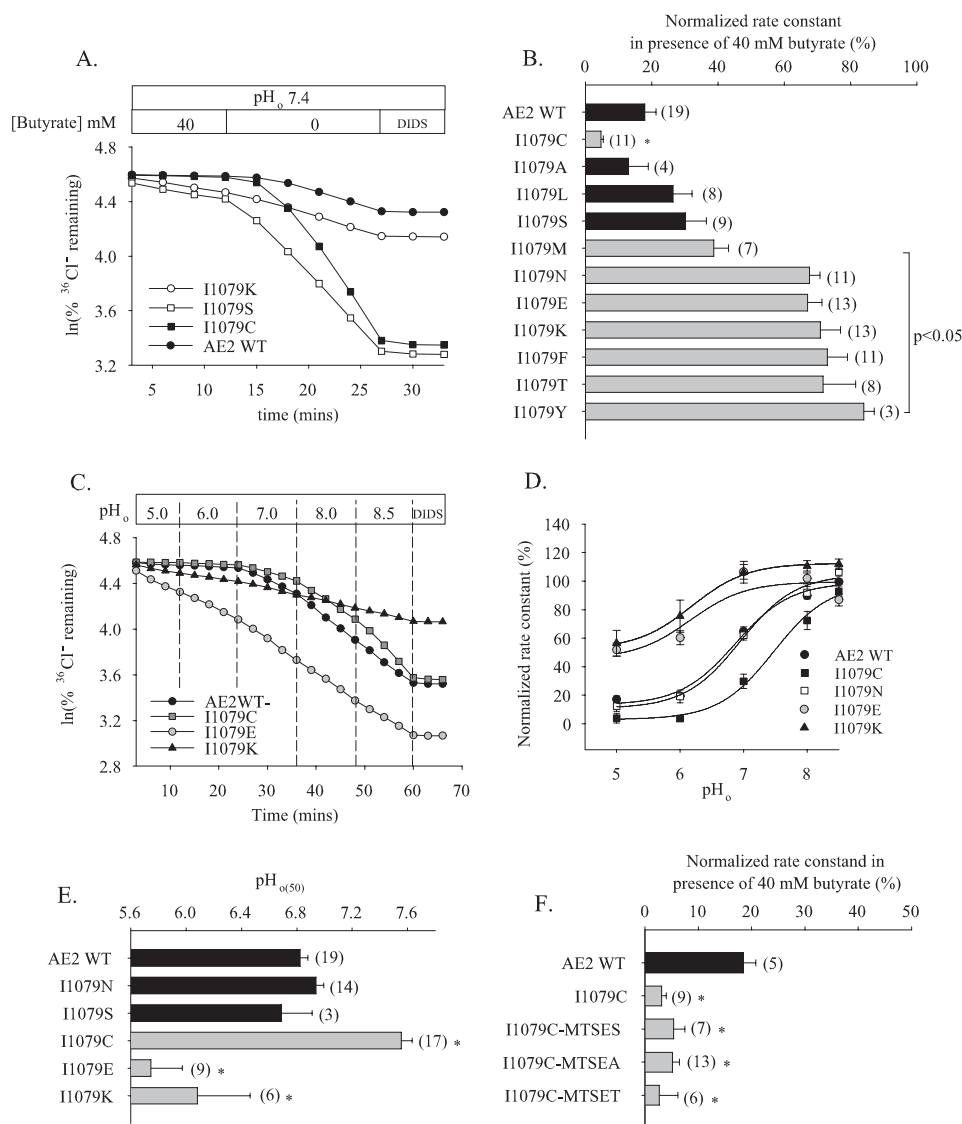 A.
pHo 7.4
[Butyrate] mM 40 0 DIDS
4.8
4.4
4.0
3.6
3.2
ln(% 36Cl− remaining)
I1079K
I1079S
I1079C
AE2 WT
5 10 15 20 25 30
time (mins)
Normalized rate constant
in presence of 40 mM butyrate (%)
B.
0 20 40 60 80 100
AE2 WT (19)
I1079C (11) *
I1079A (4)
I1079L (8)
I1079S (9)
I1079M (7)
I1079N (11)
I1079E (13)
I1079K (13)
I1079F (11)
I1079T (8)
I1079Y (3)
p<0.05
C.
pHo 5.0 6.0 7.0 8.0 8.5 DIDS
4.8
4.4
4.0
3.6
3.2
2.8
ln(% 36Cl− remaining)
AE2WT-
I1079C
I1079E
I1079K
10 20 30 40 50 60 70
Time (mins)
D.
140
120
100
80
60
40
20
0
Normalized rate constant (%)
AE2 WT
I1079C
I1079N
I1079E
I1079K
5 6 7 8
pHo
E.
pHo(50)
5.6 6.0 6.4 6.8 7.2 7.6
AE2 WT (19)
I1079N (14)
I1079S (3)
I1079C (17) *
I1079E (9) *
I1079K (6) *
Normalized rate constand in
presence of 40 mM butyrate (%)
F.
0 10 20 30 40 50
AE2 WT (5)
I1079C (9) *
I1079C-MTSES (7) *
I1079C-MTSEA (13) *
I1079C-MTSET (6) *